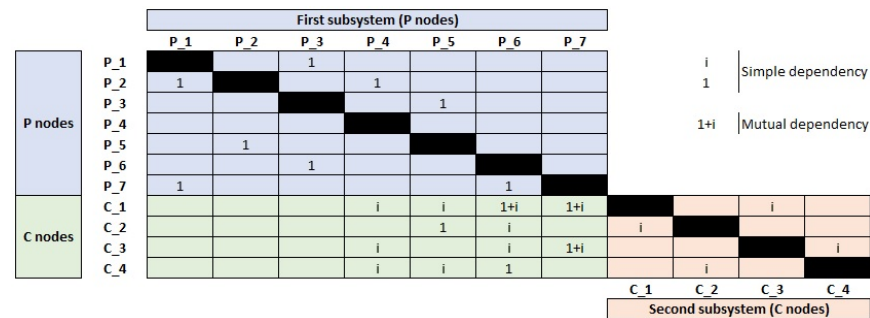 First subsystem (P nodes)
P_1 P_2 P_3 P_4 P_5 P_6 P_7
P_1 1 i
P_2 1 1 1 Simple dependency
P_3 1
P nodes P_4 1+i Mutual dependency
P_5 1
P_6 1
P_7 1 1
C_1 i i 1+i 1+i i
C nodes C_2 1 i i
C_3 i i 1+i i
C_4 i i 1 i
C_1 C_2 C_3 C_4
Second subsystem (C nodes)